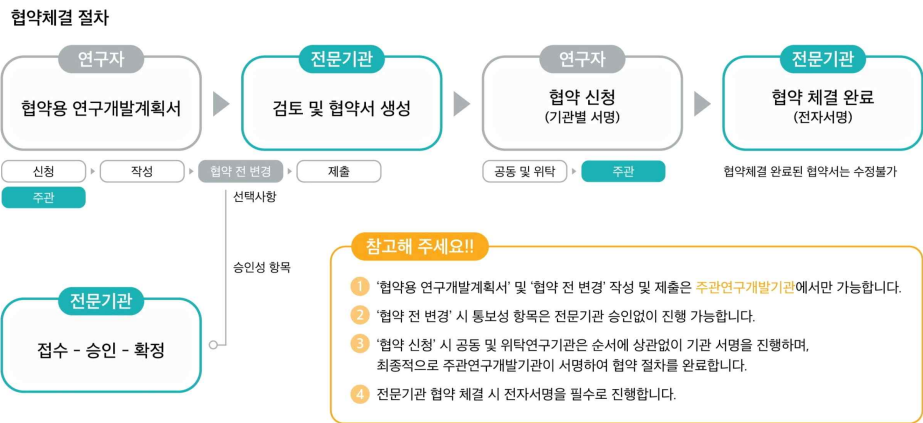 협약체결 절차
연구자
협약용 연구개발계획서
전문기관
검토 및 협약서 생성
연구자
협약 신청
(기관별 서명)
전문기관
협약 체결 완료
(전자서명)
신청
작성
협약 전 변경
제출
주관
공동 및 위탁
주관
협약체결 완료된 협약서는 수정불가
선택사항
승인성 항목
전문기관
접수 - 승인 - 확정
참고해 주세요!!
1 '협약용 연구개발계획서' 및 '협약 전 변경' 작성 및 제출은 주관연구개발기관에서만 가능합니다.
2 '협약 전 변경' 시 통보성 항목은 전문기관 승인없이 진행 가능합니다.
3 '협약 신청' 시 공동 및 위탁연구기관은 순서에 상관없이 기관 서명을 진행하며,
최종적으로 주관연구개발기관이 서명하여 협약 절차를 완료합니다.
4 전문기관 협약 체결 시 전자서명을 필수로 진행합니다.